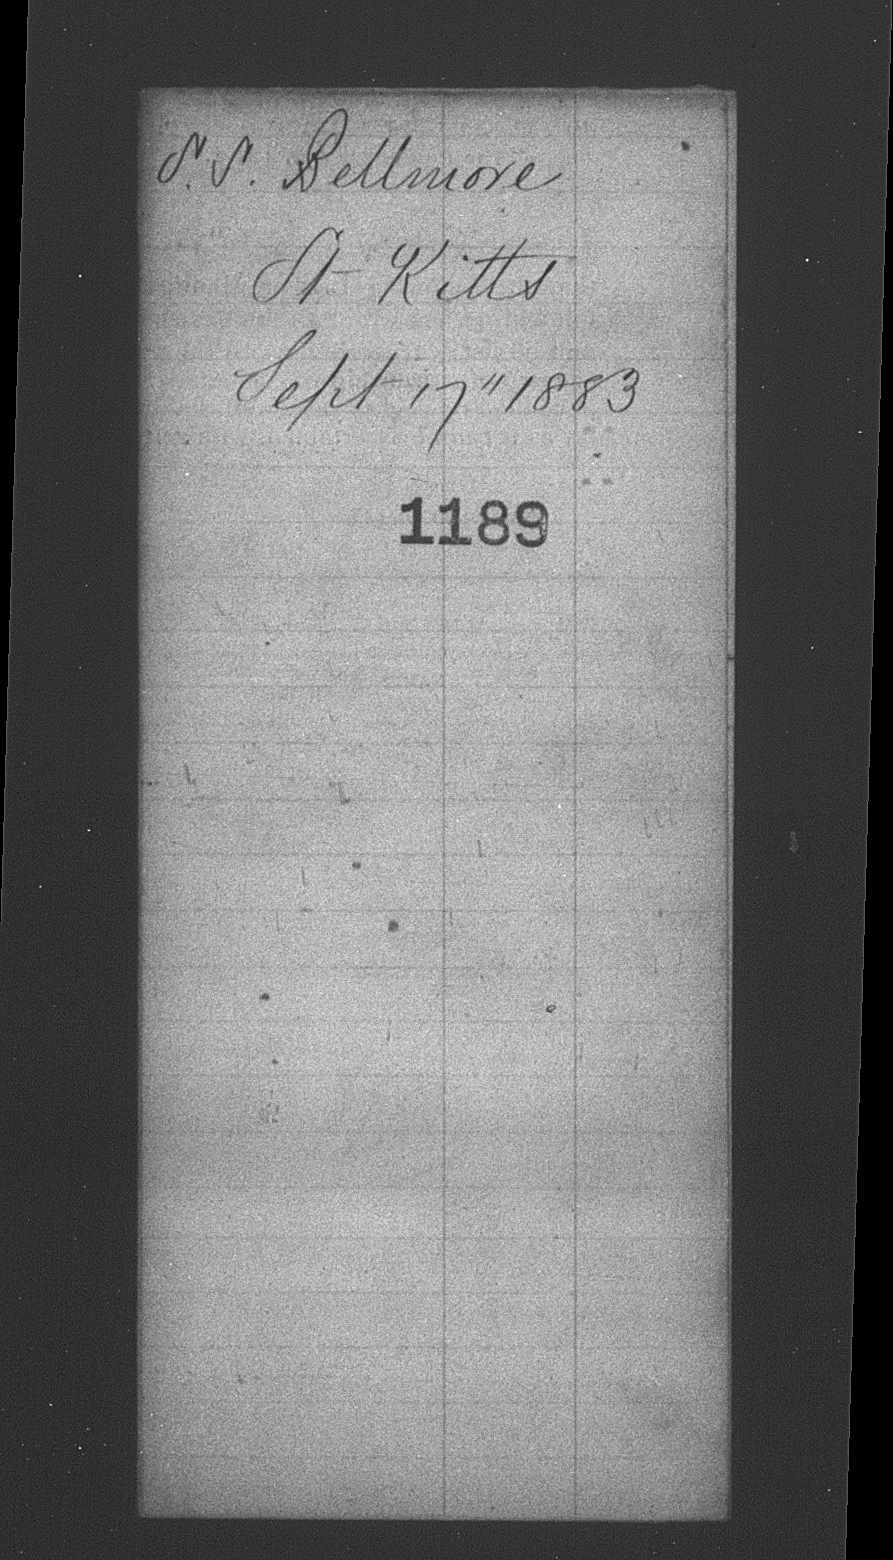 S.S. Bellmore
St Kitts
Sept 17" 1883
1189